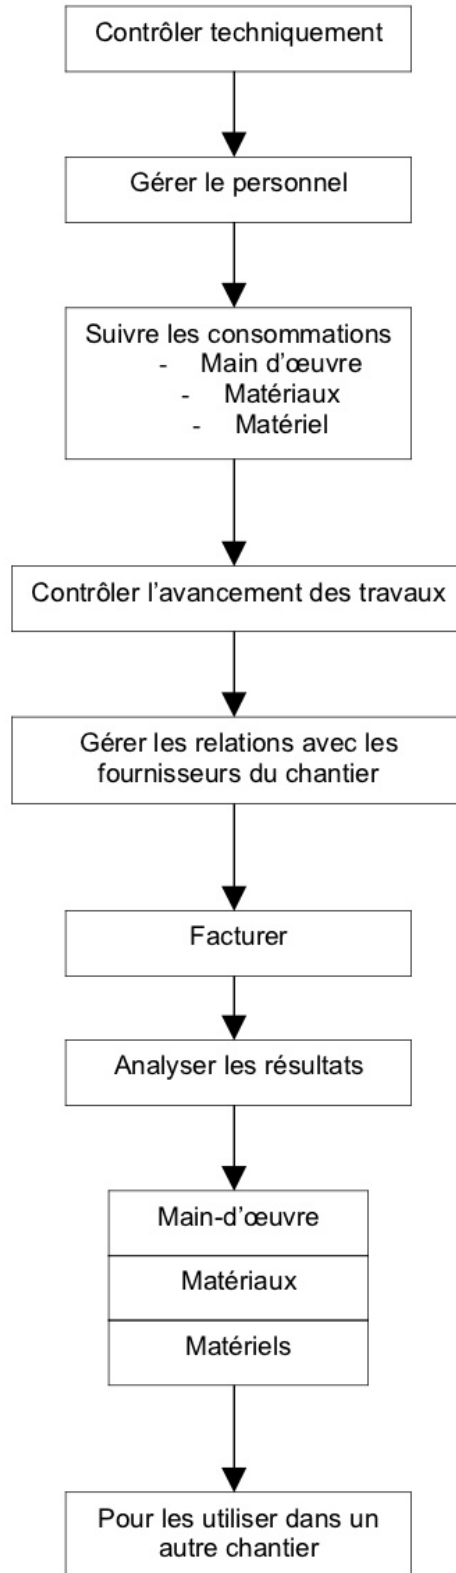 Contrôler techniquement
Gérer le personnel
Suivre les consommations
- Main d’œuvre
- Matériaux
- Matériel
Contrôler l’avancement des travaux
Gérer les relations avec les
fournisseurs du chantier
Facturer
Analyser les résultats
Main-d’œuvre
Matériaux
Matériels
Pour les utiliser dans un
autre chantier